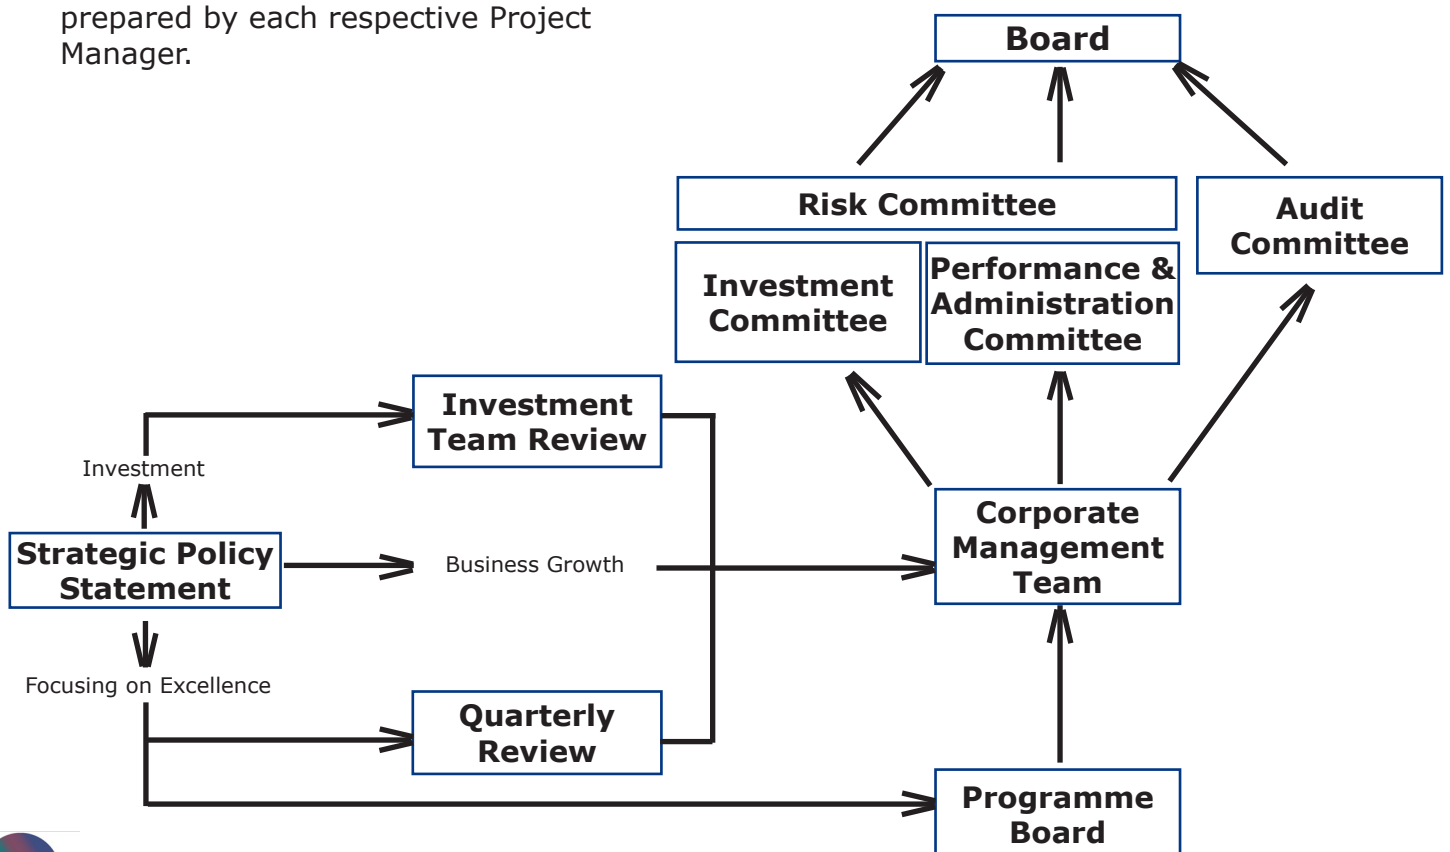 prepared by each respective Project
Manager.
Board
Risk Committee
Audit
Committee
Investment
Committee
Performance &
Administration
Committee
Investment
Team Review
Investment
Strategic Policy
Statement
Business Growth
Corporate
Management
Team
Focusing on Excellence
Quarterly
Review
Programme
Board